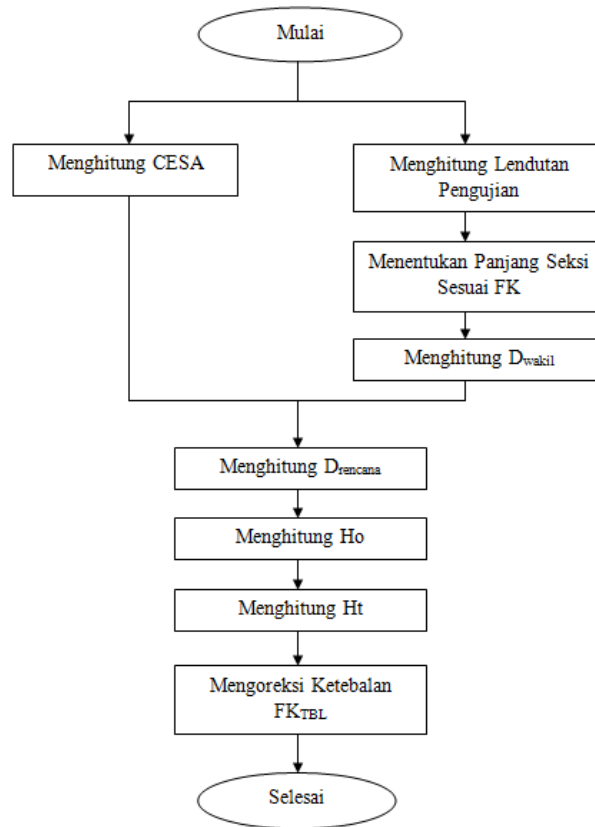 Mulai
Menghitung CESA
Menghitung Lendutan
Pengujian
Menentukan Panjang Seksi
Sesuai FK
Menghitung Dwakil
Menghitung Drencana
Menghitung Ho
Menghitung Ht
Mengoreksi Ketebalan
FKTBL
Selesai